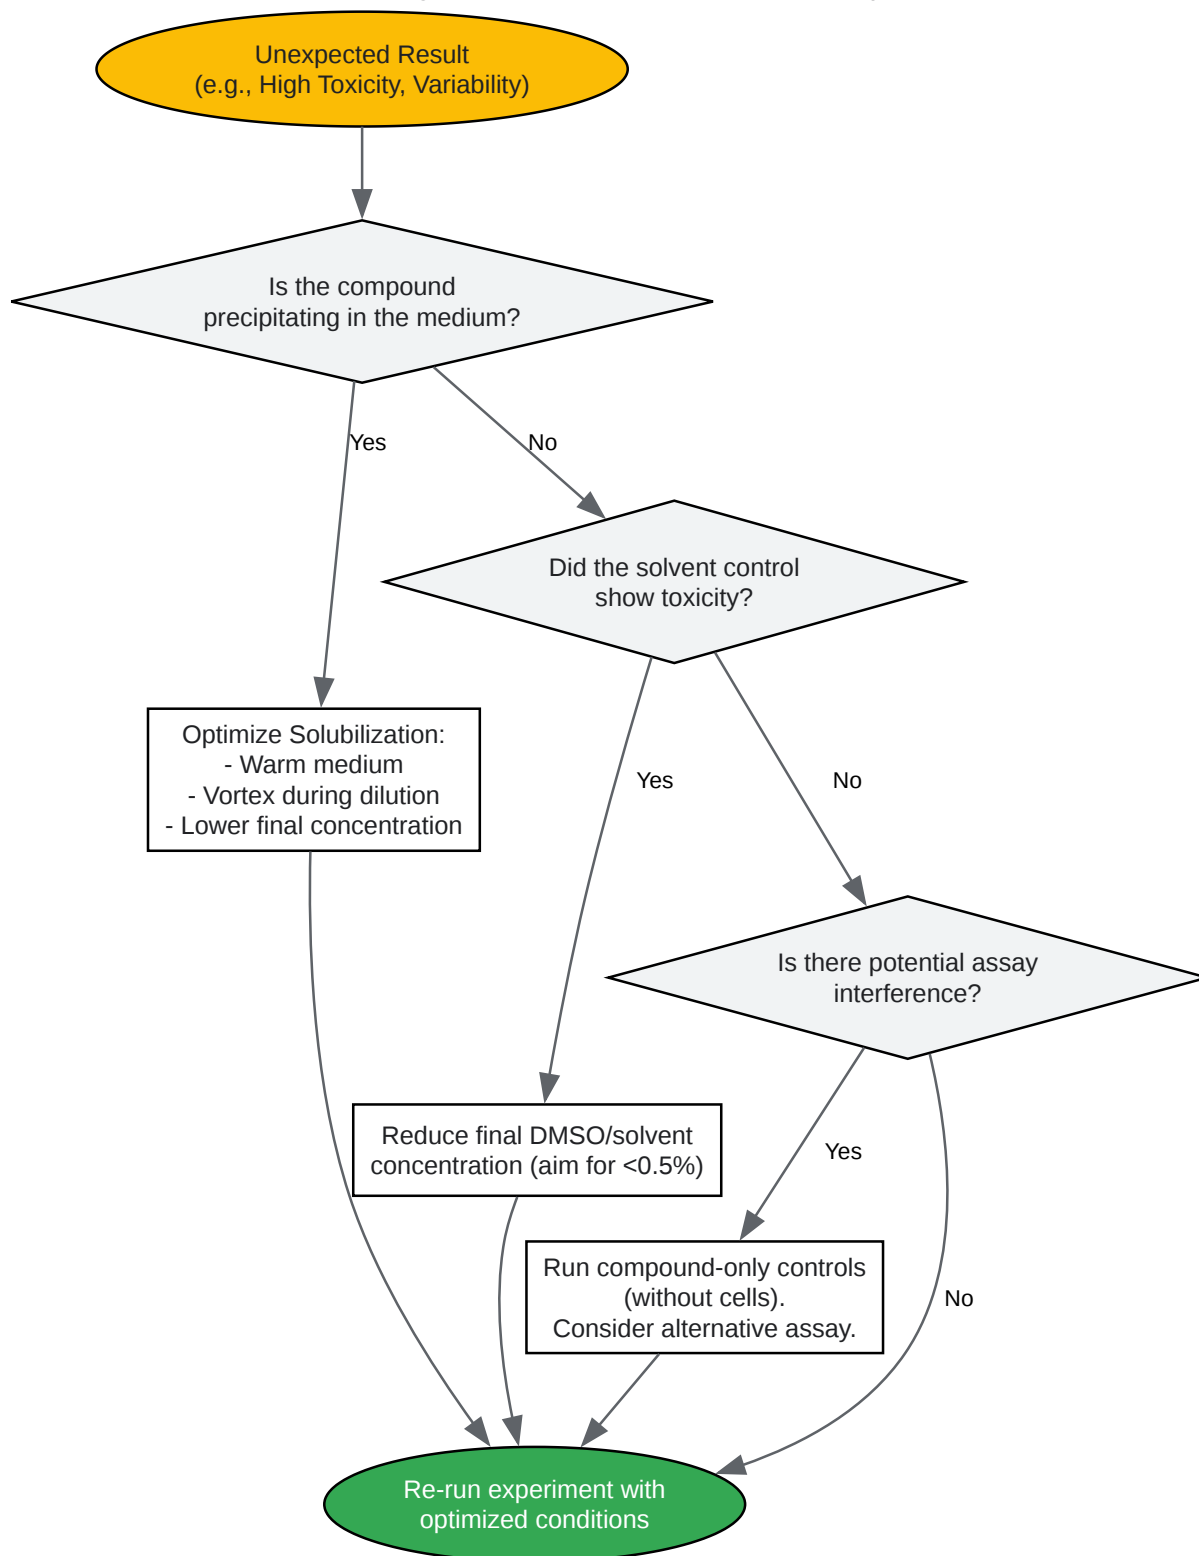 Unexpected Result
(e.g., High Toxicity, Variability)
Is the compound
precipitating in the medium?
Yes
No
Did the solvent control
show toxicity?
Optimize Solubilization:
- Warm medium
- Vortex during dilution
- Lower final concentration
Yes
No
Is there potential assay
interference?
Reduce final DMSO/solvent
concentration (aim for <0.5%)
Yes
Run compound-only controls
(without cells).
Consider alternative assay.
No
Re-run experiment with
optimized conditions